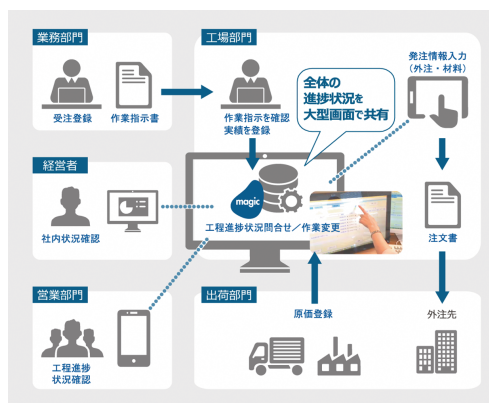 業務部門
受注登録
作業指示書
工場部門
作業指示を確認
実績を登録
全体の
進捗状況を
大型画面で共有
発注情報入力
（外注・材料）
経営者
社内状況確認
magic
工程進捗状況問合せ／作業変更
注文書
営業部門
工程進捗
状況確認
出荷部門
原価登録
外注先